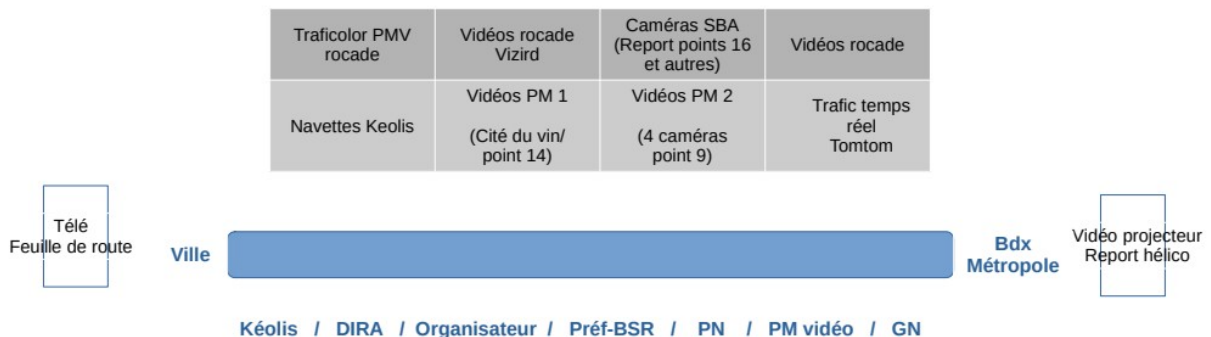 Traficolor PMV
rocade
Vidéos rocade
Vizird
Caméras SBA
(Report points 16
et autres)
Vidéos rocade
Navettes Keolis
Vidéos PM 1
(Cité du vin/
point 14)
Vidéos PM 2
(4 caméras
point 9)
Trafic temps
réel
Tomtom
Télé
Feuille de route
Ville
Bdx
Métropole
Vidéo projecteur
Report hélico
Kéolis / DIRA / Organisateur / Préf-BSR / PN / PM vidéo / GN